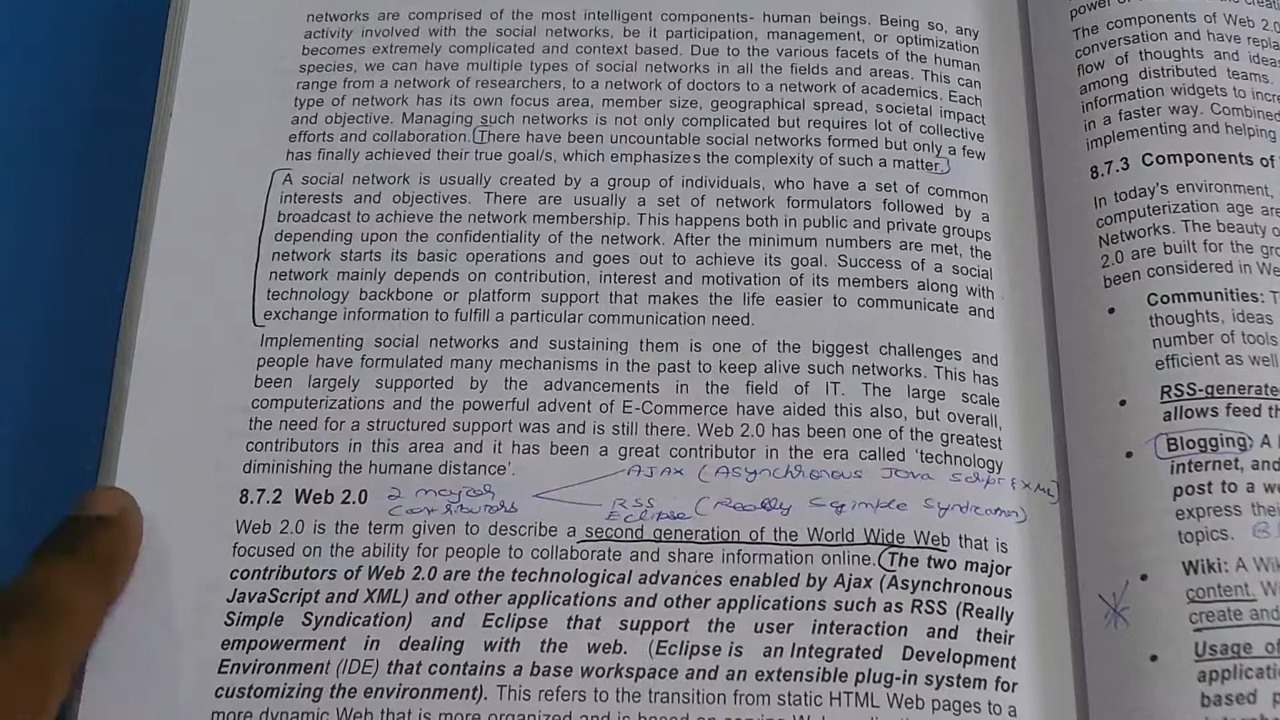 networks are comprised of the most intelligent components- human beings. Being so, any
activity involved with the social networks, be it participation, management, or optimization
becomes extremely complicated and context based. Due to the various facets of the human
species, we can have multiple types of social networks in all the fields and areas. This can
range from a network of researchers, to a network of doctors to a network of academics. Each
type of network has its own focus area, member size, geographical spread, societal impact
and objective. Managing such networks is not only complicated but requires lot of collective
efforts and collaboration. There have been uncountable social networks formed but only a few
has finally achieved their true goal/s, which emphasizes the complexity of such a matter.
A social network is usually created by a group of individuals, who have a set of common
interests and objectives. There are usually a set of network formulators followed by a
broadcast to achieve the network membership. This happens both in public and private groups
depending upon the confidentiality of the network. After the minimum numbers are met, the
network starts its basic operations and goes out to achieve its goal. Success of a social
network mainly depends on contribution, interest and motivation of its members along with
technology backbone or platform support that makes the life easier to communicate and
exchange information to fulfill a particular communication need.
Implementing social networks and sustaining them is one of the biggest challenges and
people have formulated many mechanisms in the past to keep alive such networks. This has
been largely supported by the advancements in the field of IT. The large scale
computerizations and the powerful advent of E-Commerce have aided this also, but overall,
the need for a structured support was and is still there. Web 2.0 has been one of the greatest
contributors in this area and it has been a great contributor in the era called 'technology
diminishing the humane distance'.
AJAX (Asynchronous Java script & XML)
8.7.2 Web 2.0 2 major
contributors
RSS (Really Simple Syndication)
Eclipse
Web 2.0 is the term given to describe a second generation of the World Wide Web that is
focused on the ability for people to collaborate and share information online. The two major
contributors of Web 2.0 are the technological advances enabled by Ajax (Asynchronous
JavaScript and XML) and other applications and other applications such as RSS (Really
Simple Syndication) and Eclipse that support the user interaction and their
empowerment in dealing with the web. (Eclipse is an Integrated Development
Environment (IDE) that contains a base workspace and an extensible plug-in system for
customizing the environment). This refers to the transition from static HTML Web pages to a
more dynamic Web that is more organized and is based on
power of
The components of Web 2.0
conversation and have
flow of thoughts and ideas
among distributed teams.
information widgets to
in a faster way. Combined
implementing and helping
8.7.3 Components of
In today's environment,
computerization age
Networks. The beauty
2.0 are built for the
been considered in
• Communities:
thoughts, ideas
number of tools
efficient as well
• RSS-generate
allows feed
• Blogging: A
internet, and
post to a
express
topics.
• Wiki: A
content.
create and
• Usage of
based